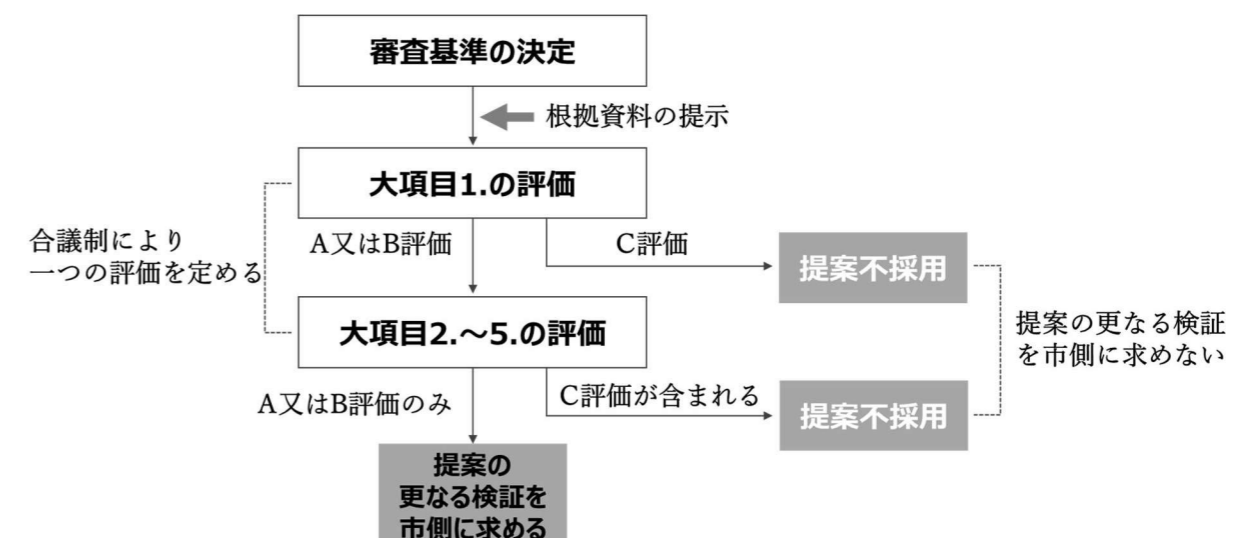 審査基準の決定
根拠資料の提示
大項目1.の評価
合議制により
一つの評価を定める
A又はB評価
C評価
提案不採用
大項目2.～5.の評価
提案の更なる検証
を市側に求めない
A又はB評価のみ
C評価が含まれる
提案不採用
提案の
更なる検証を
市側に求める